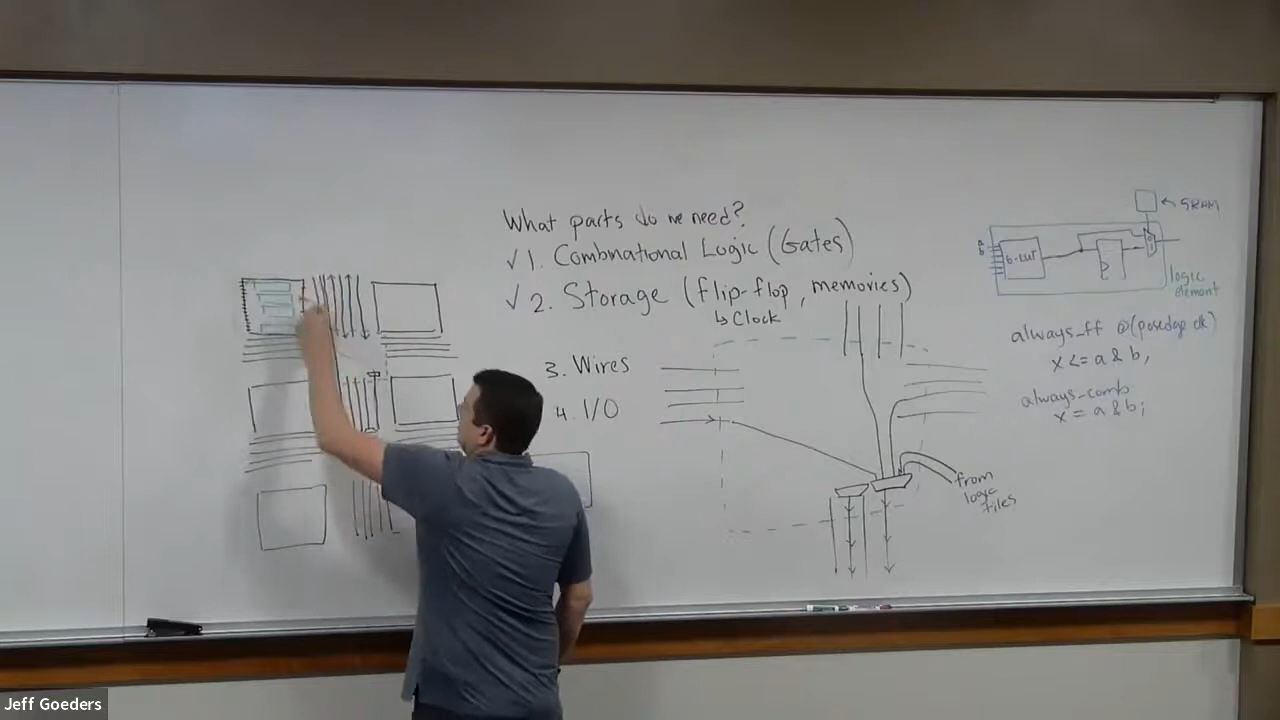 What parts do we need?
✓ 1. Combinational Logic (Gates)
✓ 2. Storage (flip-flop, memories)
↳ Clock
3. Wires
4. I/O
from
logic
tiles
SRAM
6-LUT
logic
element
always_ff @(posedge clk)
x <= a & b;
always_comb
x = a & b;
Jeff Goeders